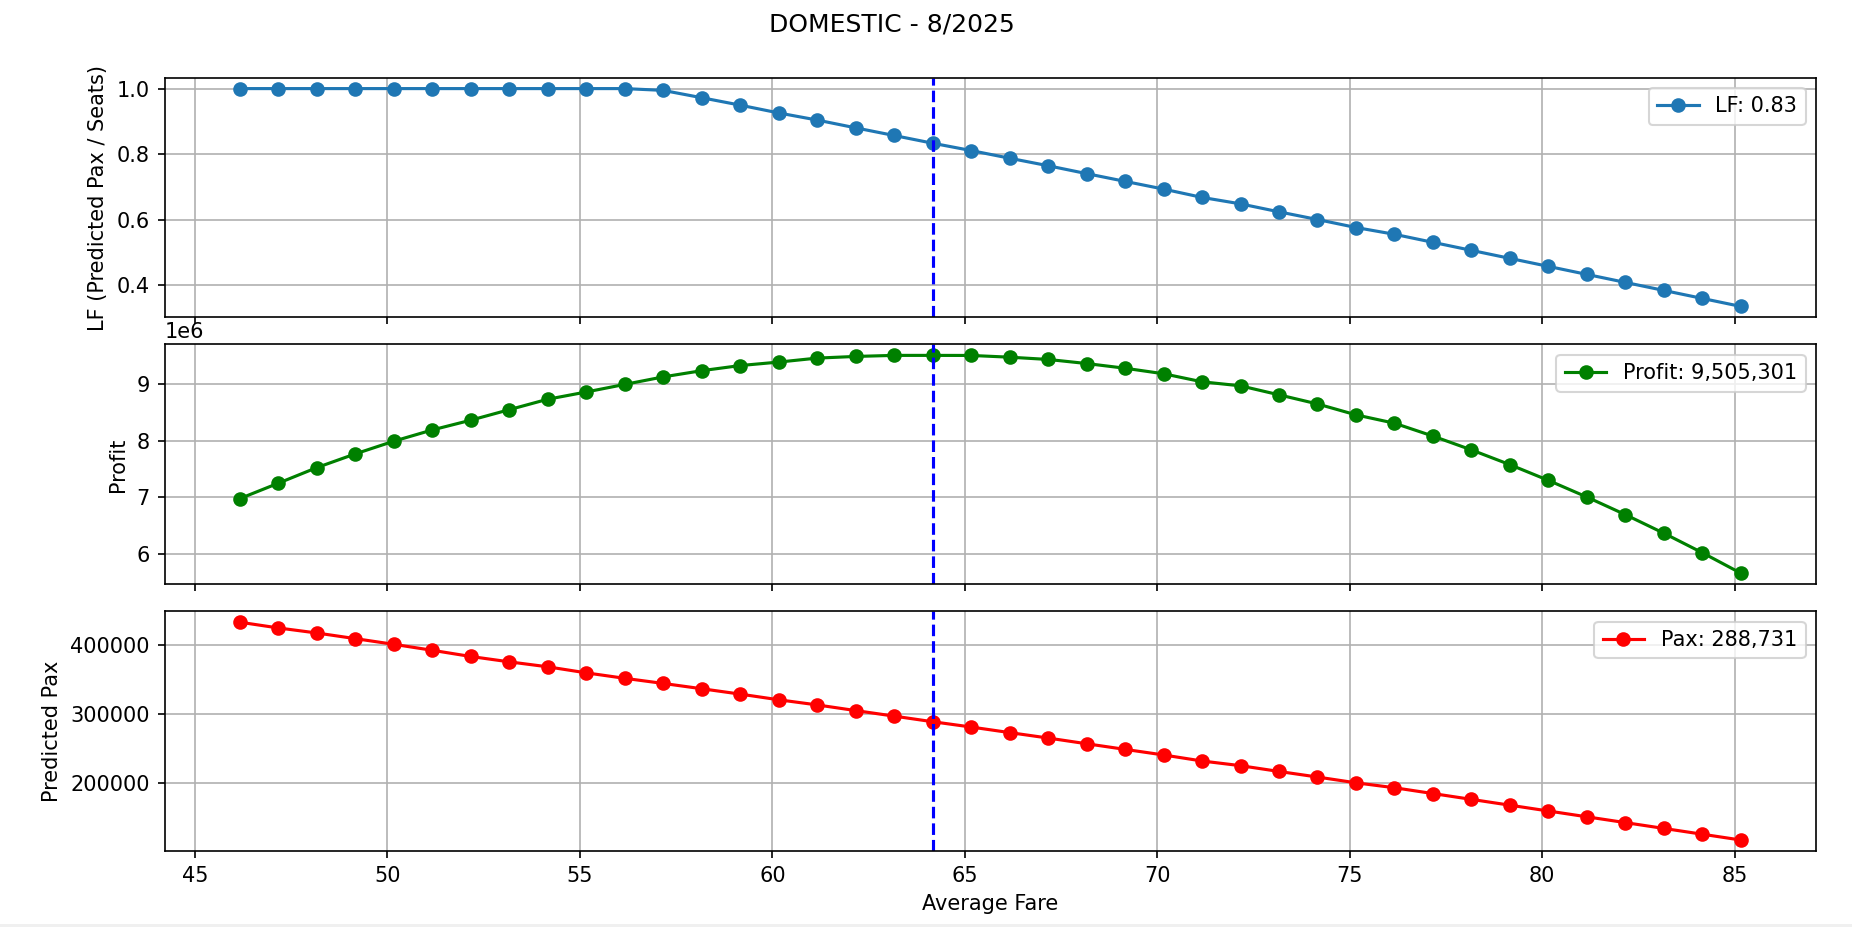 DOMESTIC - 8/2025
LF (Predicted Pax / Seats)
1.0
0.8
0.6
0.4
LF: 0.83
1e6
Profit
9
8
7
6
Profit: 9,505,301
Predicted Pax
400000
300000
200000
Pax: 288,731
45 50 55 60 65 70 75 80 85
Average Fare